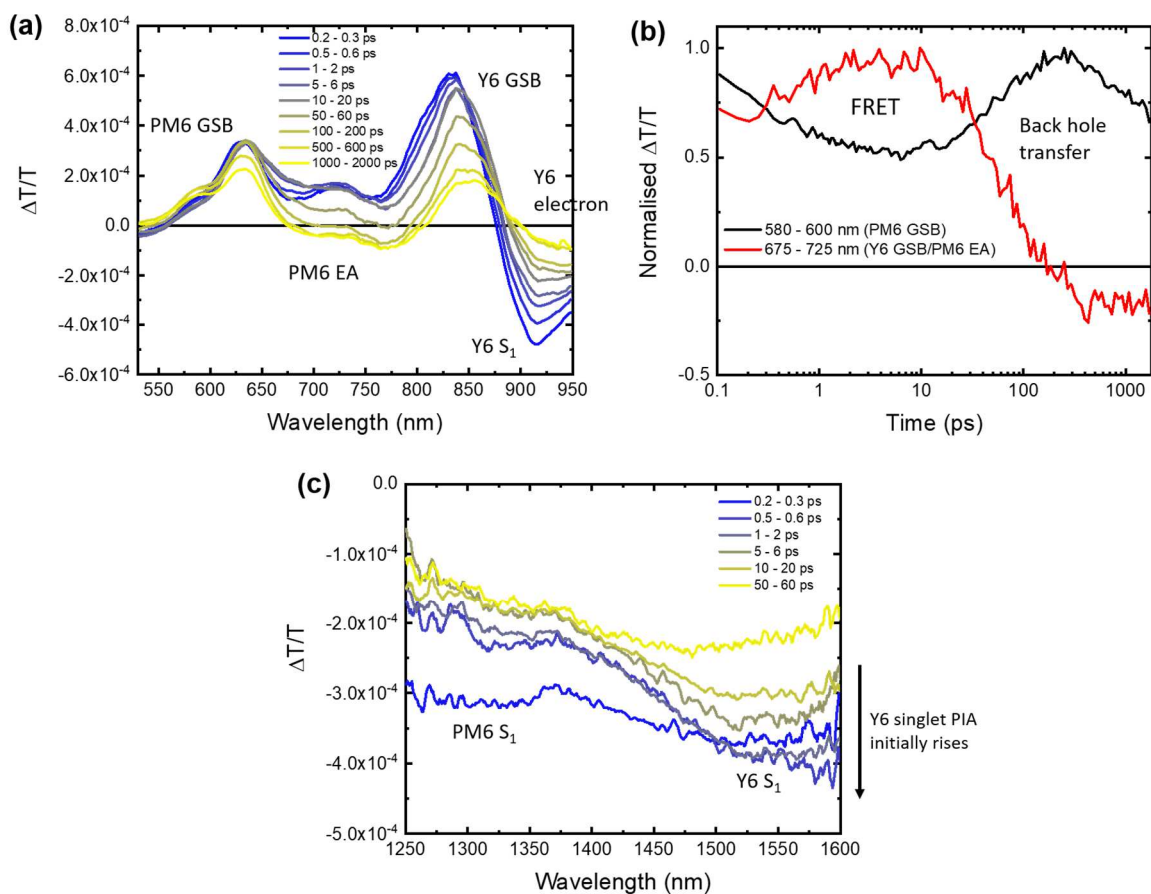 (a)
8.0x10-4
6.0x10-4
4.0x10-4
2.0x10-4
0.0
-2.0x10-4
-4.0x10-4
-6.0x10-4
ΔT/T
0.2 - 0.3 ps
0.5 - 0.6 ps
1 - 2 ps
5 - 6 ps
10 - 20 ps
50 - 60 ps
100 - 200 ps
500 - 600 ps
1000 - 2000 ps
PM6 GSB
Y6 GSB
Y6
electron
PM6 EA
Y6 S1
550 600 650 700 750 800 850 900 950
Wavelength (nm)
(b)
1.0
0.5
0.0
-0.5
Normalised ΔT/T
FRET
Back hole
transfer
580 - 600 nm (PM6 GSB)
675 - 725 nm (Y6 GSB/PM6 EA)
0.1 1 10 100 1000
Time (ps)
(c)
0.0
-1.0x10-4
-2.0x10-4
-3.0x10-4
-4.0x10-4
-5.0x10-4
ΔT/T
0.2 - 0.3 ps
0.5 - 0.6 ps
1 - 2 ps
5 - 6 ps
10 - 20 ps
50 - 60 ps
PM6 S1
Y6 S1
Y6 singlet PIA
initially rises
1250 1300 1350 1400 1450 1500 1550 1600
Wavelength (nm)